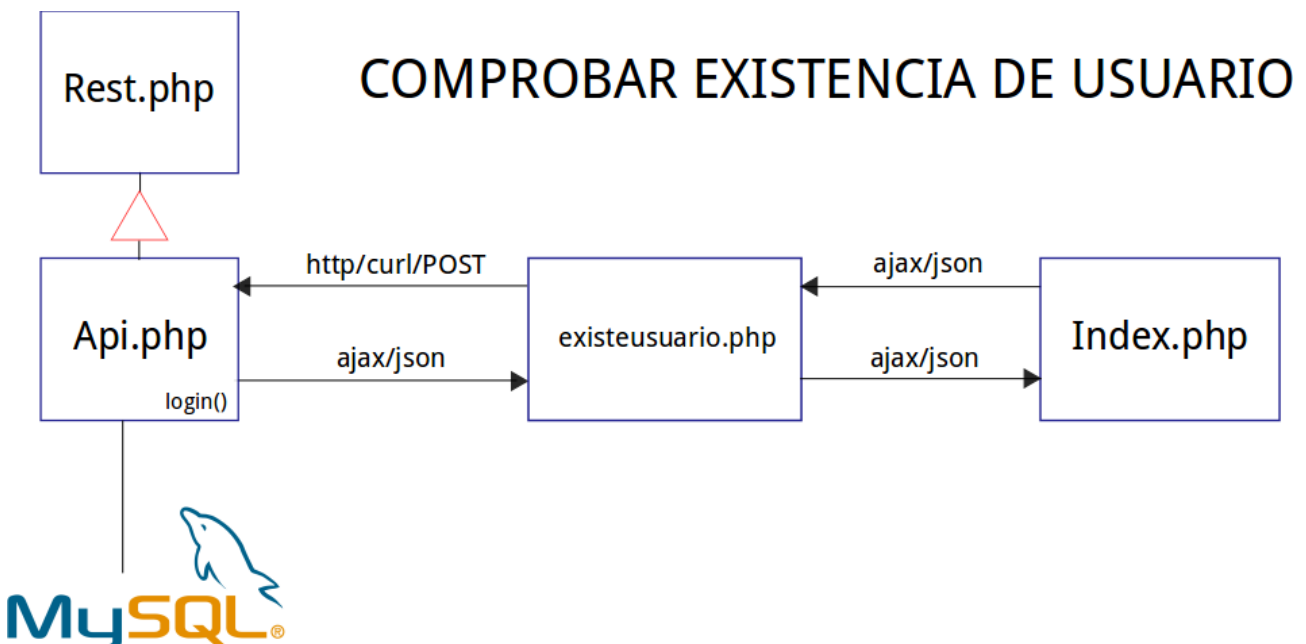 Rest.php
COMPROBAR EXISTENCIA DE USUARIO
http/curl/POST
ajax/json
Api.php
existeusuario.php
Index.php
ajax/json
ajax/json
login()
MySQL®